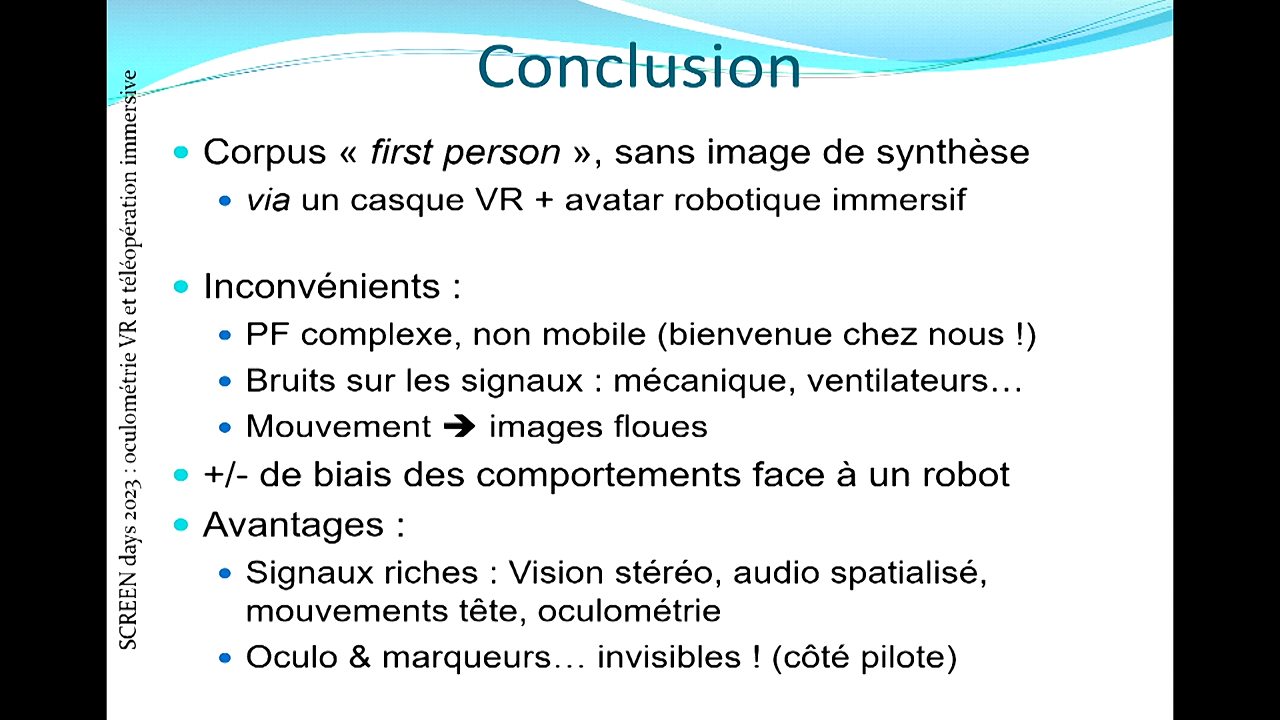 Conclusion
SCREEN days 2023 : oculométrie VR et téléopération immersive
• Corpus « first person », sans image de synthèse
• via un casque VR + avatar robotique immersif
• Inconvénients :
• PF complexe, non mobile (bienvenue chez nous !)
• Bruits sur les signaux : mécanique, ventilateurs…
• Mouvement ➔ images floues
• +/- de biais des comportements face à un robot
• Avantages :
• Signaux riches : Vision stéréo, audio spatialisé,
mouvements tête, oculométrie
• Oculo & marqueurs… invisibles ! (côté pilote)